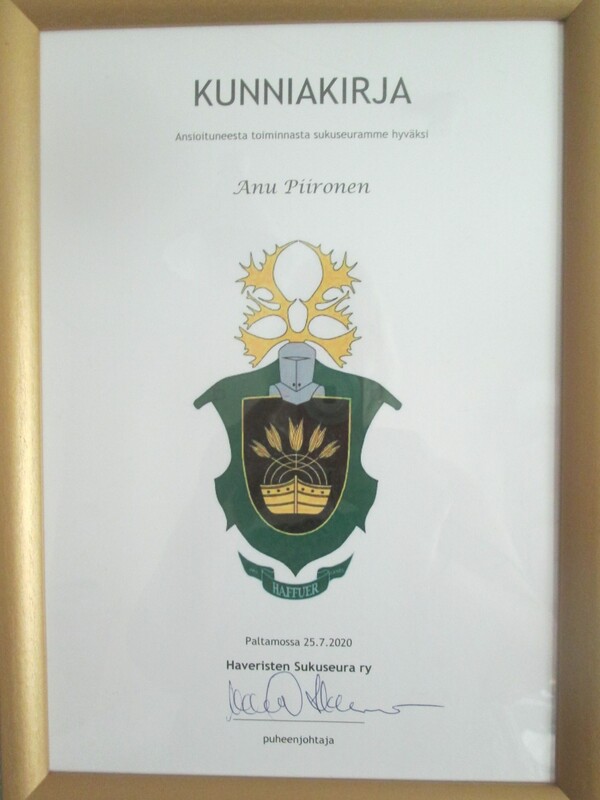 KUNNIAKIRJA
Ansioituneesta toiminnasta sukuseuramme hyväksi
Anu Piironen
HAFFUER
Paltamossa 25.7.2020
Haveristen Sukuseura ry
puheenjohtaja